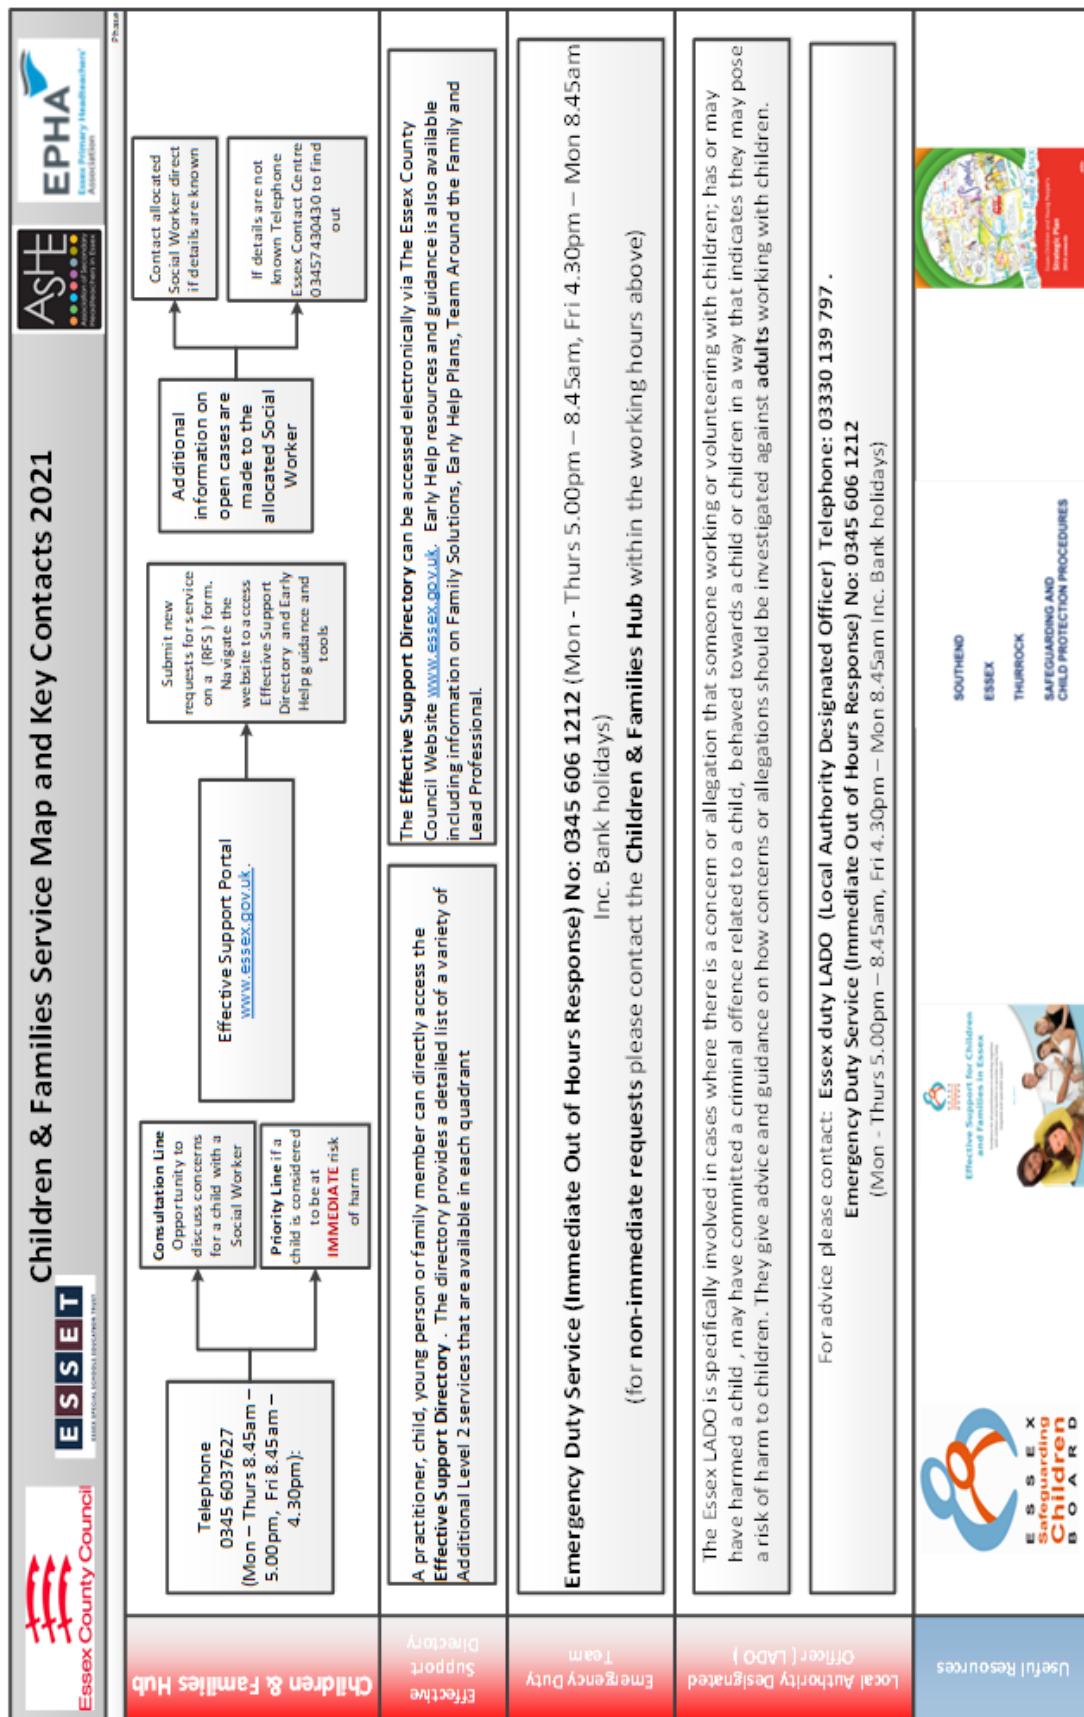 Essex County Council
ESSET
ESSEX SPECIAL SCHOOLS EDUCATION TRUST
Children & Families Service Map and Key Contacts 2021
ASHE
Association of Secondary
Headteachers in Essex
EPHA
Essex Primary Headteachers'
Association
Phase
Children & Families Hub
Telephone
0345 6037627
(Mon – Thurs 8.45am –
5.00pm, Fri 8.45am –
4.30pm):
Consultation Line
Opportunity to
discuss concerns
for a child with a
Social Worker
Priority Line if a
child is considered
to be at
IMMEDIATE risk
of harm
Effective Support Portal
www.essex.gov.uk.
Submit new
requests for service
on a (RFS ) form.
Navigate the
website to access
Effective Support
Directory and Early
Help guidance and
tools
Additional
information on
open cases are
made to the
allocated Social
Worker
Contact allocated
Social Worker direct
if details are known
If details are not
known Telephone
Essex Contact Centre
03457430430 to find
out
Effective
Support
Directory
A practitioner, child, young person or family member can directly access the
Effective Support Directory . The directory provides a detailed list of a variety of
Additional Level 2 services that are available in each quadrant
The Effective Support Directory can be accessed electronically via The Essex County
Council Website www.essex.gov.uk. Early Help resources and guidance is also available
including information on Family Solutions, Early Help Plans, Team Around the Family and
Lead Professional.
Emergency Duty
Team
Emergency Duty Service (Immediate Out of Hours Response) No: 0345 606 1212 (Mon - Thurs 5.00pm – 8.45am, Fri 4.30pm – Mon 8.45am
Inc. Bank holidays)
(for non-immediate requests please contact the Children & Families Hub within the working hours above)
Local Authority Designated
Officer ( LADO )
The Essex LADO is specifically involved in cases where there is a concern or allegation that someone working or volunteering with children; has or may
have harmed a child , may have committed a criminal offence related to a child, behaved towards a child or children in a way that indicates they may pose
a risk of harm to children. They give advice and guidance on how concerns or allegations should be investigated against adults working with children.
For advice please contact: Essex duty LADO (Local Authority Designated Officer) Telephone: 03330 139 797 .
Emergency Duty Service (Immediate Out of Hours Response) No: 0345 606 1212
(Mon - Thurs 5.00pm – 8.45am, Fri 4.30pm – Mon 8.45am Inc. Bank holidays)
Useful Resources
ESSEX
Safeguarding
Children
BOARD
Effective Support for Children
and Families in Essex
SOUTHEND
ESSEX
THURROCK
SAFEGUARDING AND
CHILD PROTECTION PROCEDURES
Strategic Plan